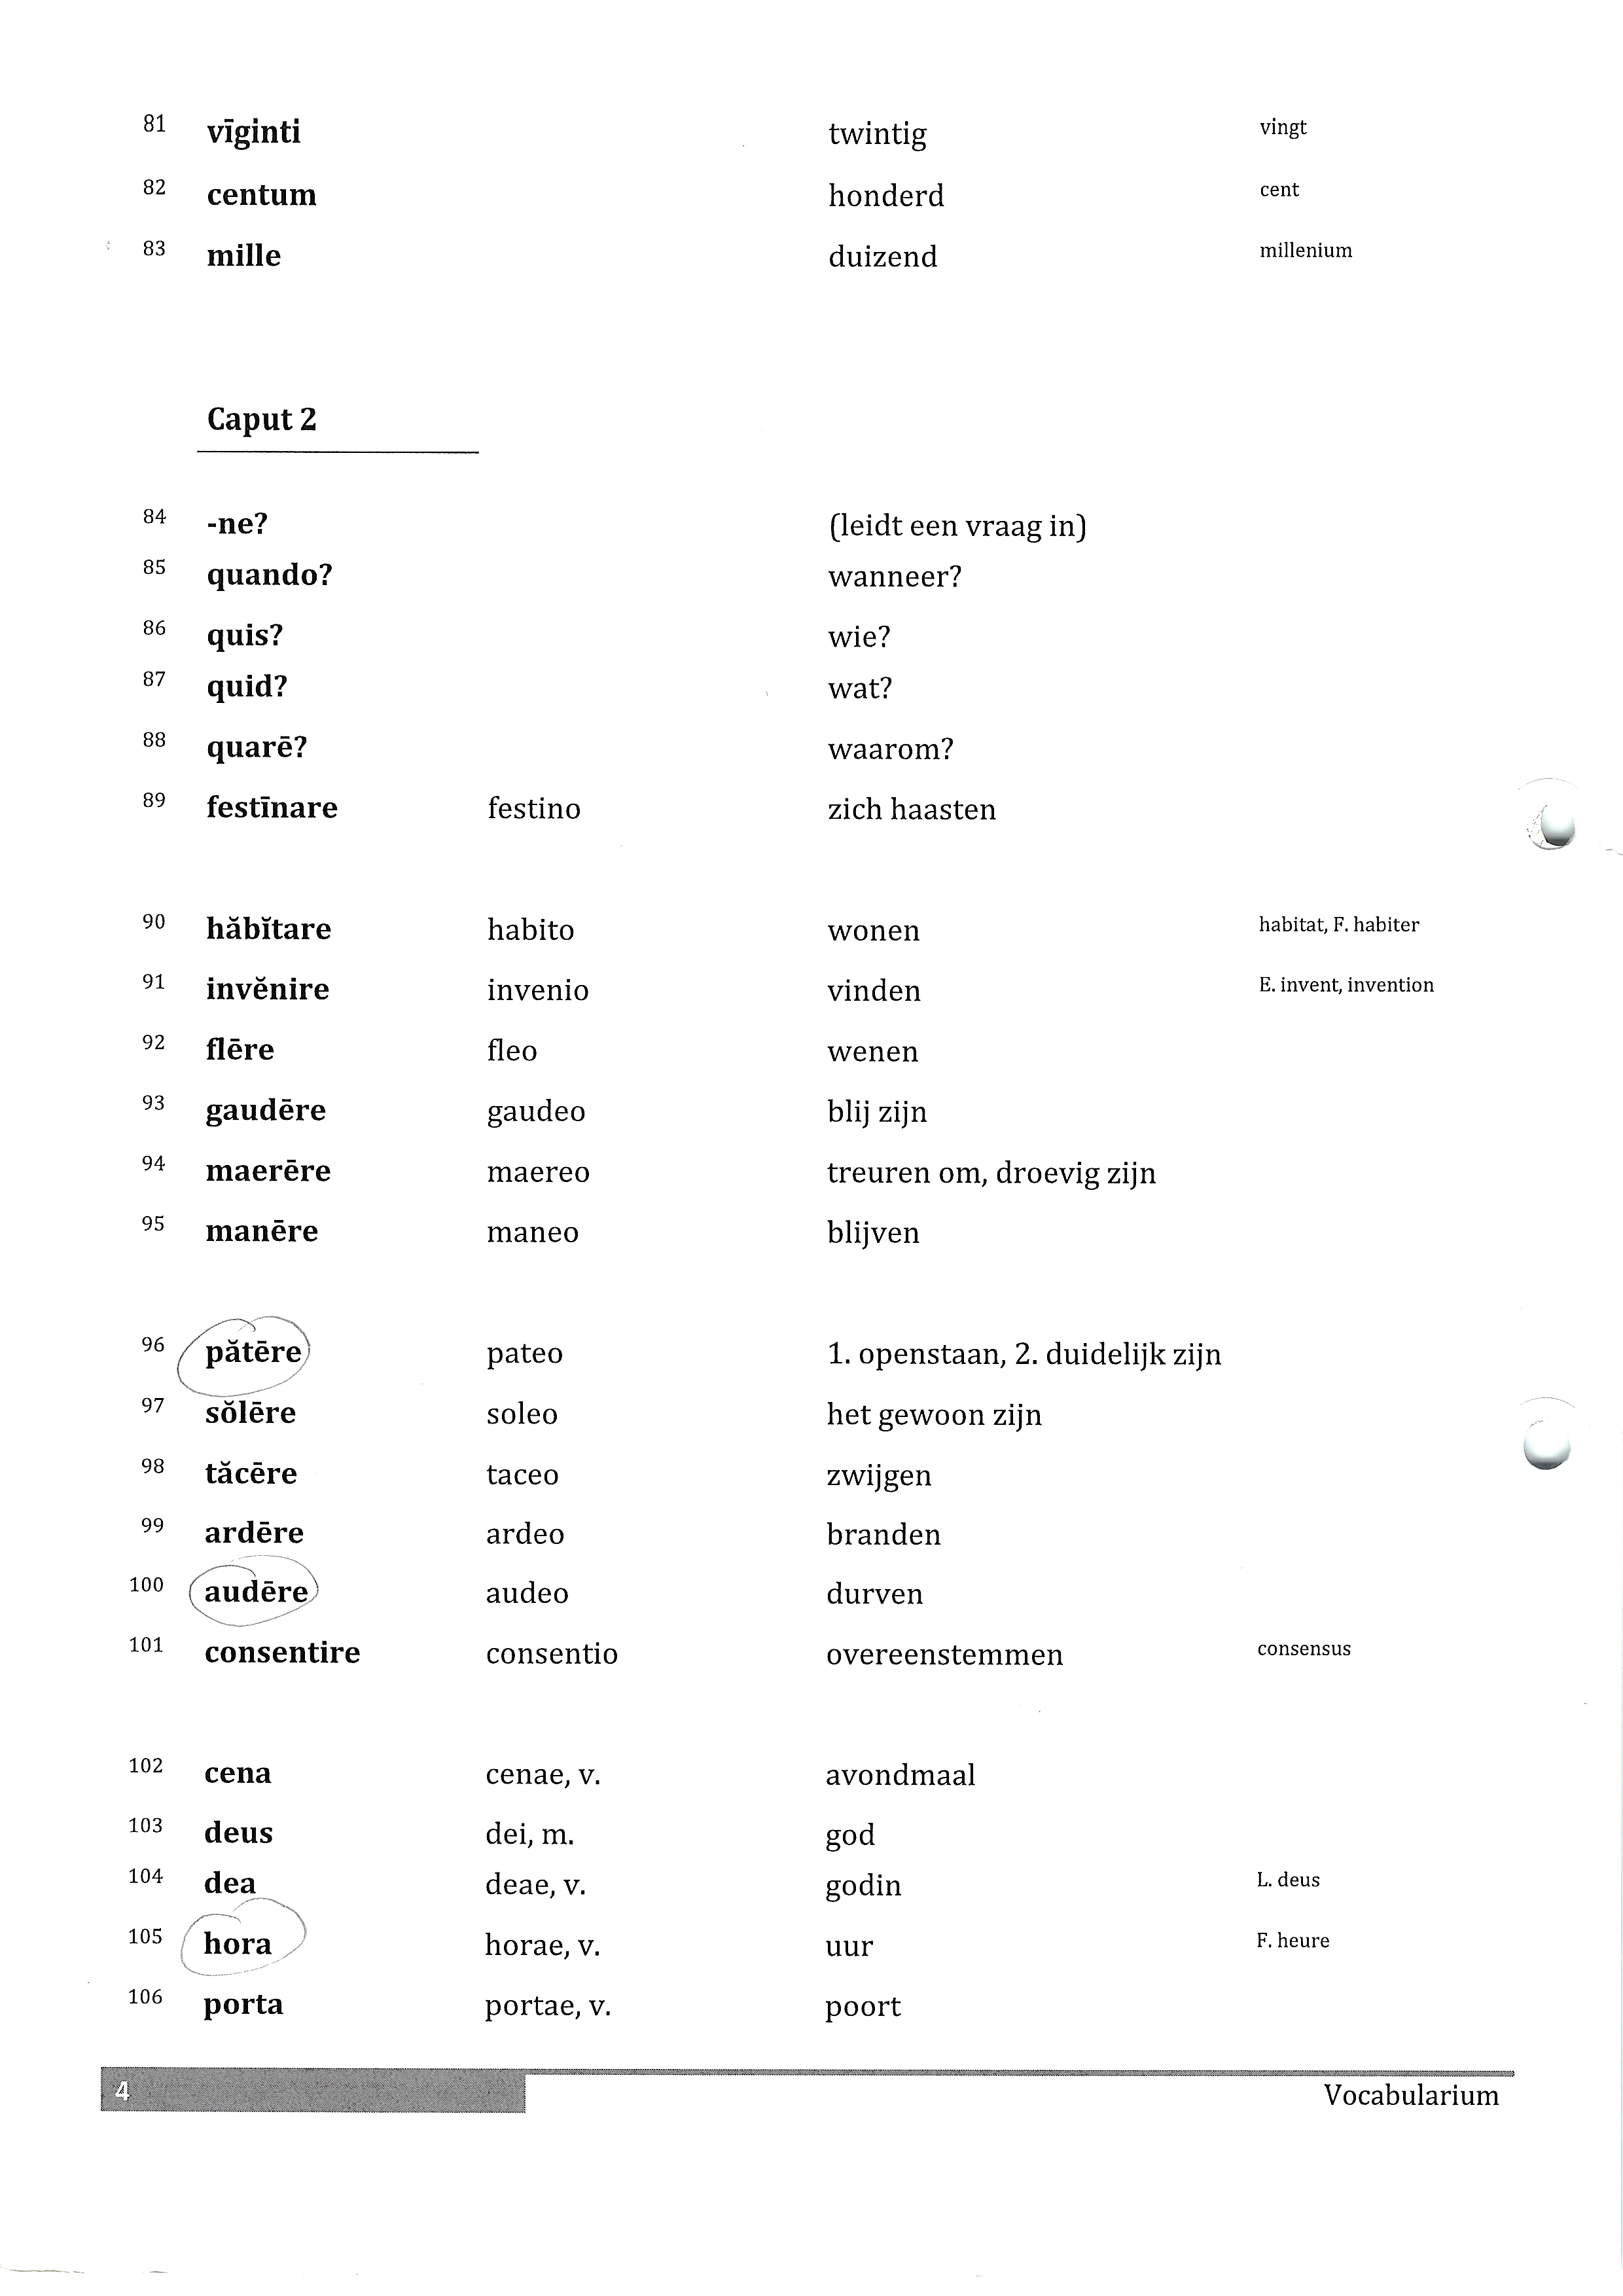 81 vīginti twintig vingt
82 centum honderd cent
83 mille duizend millenium
Caput 2
84 -ne? (leidt een vraag in)
85 quando? wanneer?
86 quis? wie?
87 quid? wat?
88 quarē? waarom?
89 festīnare festino zich haasten
90 hăbĭtare habito wonen habitat, F. habiter
91 invĕnire invenio vinden E. invent, invention
92 flēre fleo wenen
93 gaudēre gaudeo blij zijn
94 maerēre maereo treuren om, droevig zijn
95 manēre maneo blijven
96 pătēre pateo 1. openstaan, 2. duidelijk zijn
97 sŏlēre soleo het gewoon zijn
98 tăcēre taceo zwijgen
99 ardēre ardeo branden
100 audēre audeo durven
101 consentire consentio overeenstemmen consensus
102 cena cenae, v. avondmaal
103 deus dei, m. god
104 dea deae, v. godin L. deus
105 hora horae, v. uur F. heure
106 porta portae, v. poort
4 Vocabularium